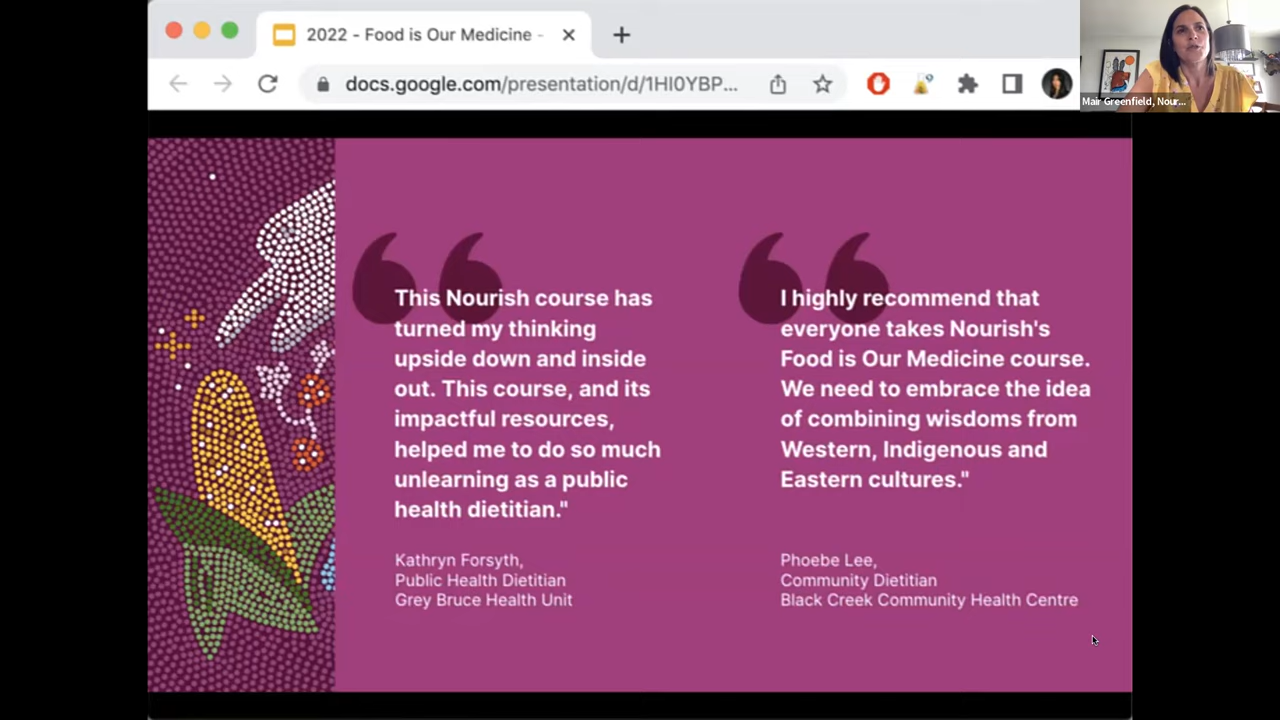 2022 - Food is Our Medicine -
docs.google.com/presentation/d/1HI0YBP...
Mair Greenfield, Nour...
This Nourish course has
turned my thinking
upside down and inside
out. This course, and its
impactful resources,
helped me to do so much
unlearning as a public
health dietitian."
Kathryn Forsyth,
Public Health Dietitian
Grey Bruce Health Unit
I highly recommend that
everyone takes Nourish's
Food is Our Medicine course.
We need to embrace the idea
of combining wisdoms from
Western, Indigenous and
Eastern cultures."
Phoebe Lee,
Community Dietitian
Black Creek Community Health Centre